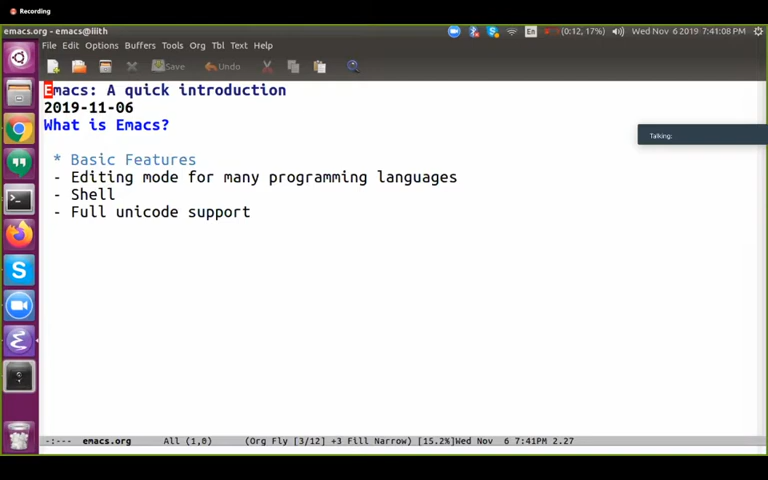 Recording
emacs.org - emacs@iiith
En
(0:12, 17%)
Wed Nov 6 2019 7:41:08 PM
File Edit Options Buffers Tools Org Tbl Text Help
Save
Undo
Emacs: A quick introduction
2019-11-06
Talking:
What is Emacs?
* Basic Features
- Editing mode for many programming languages
- Shell
- Full unicode support
-:--- emacs.org All (1,0) (Org Fly [3/12] +3 Fill Narrow) [15.2%]Wed Nov 6 7:41PM 2.27